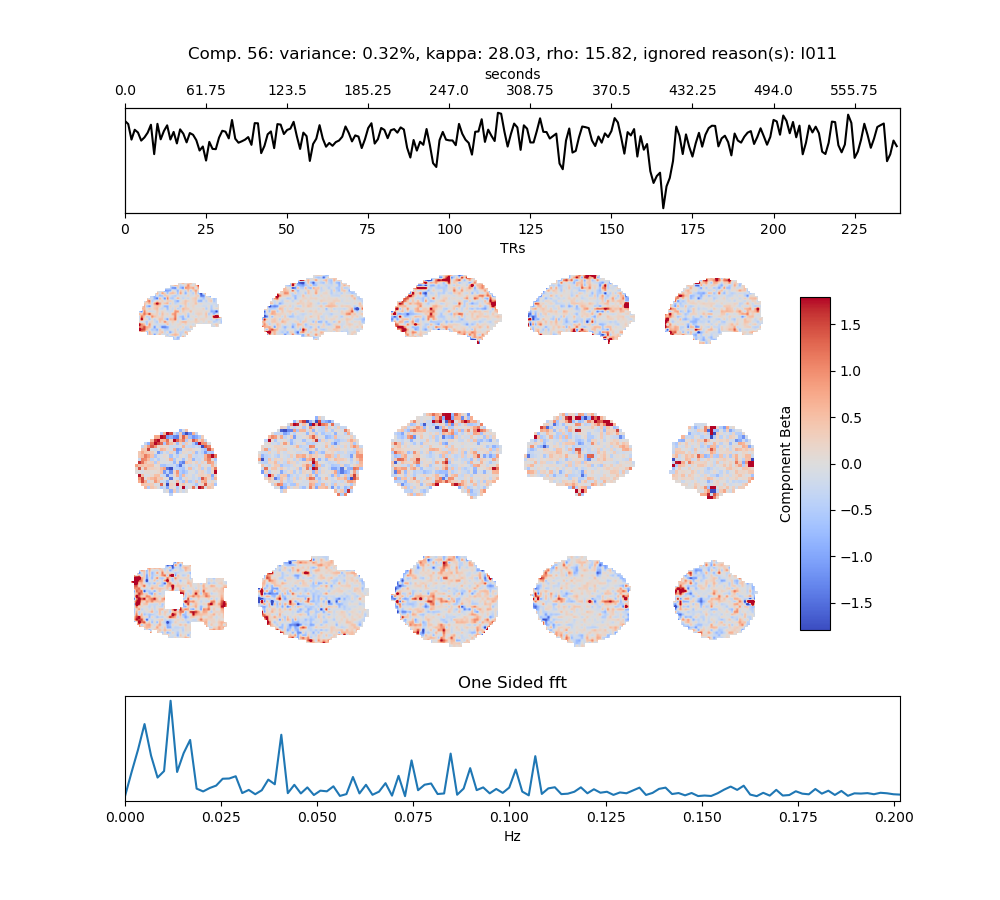 Comp. 56: variance: 0.32%, kappa: 28.03, rho: 15.82, ignored reason(s): I011
seconds
0.0 61.75 123.5 185.25 247.0 308.75 370.5 432.25 494.0 555.75
0 25 50 75 100 125 150 175 200 225
TRs
1.5
1.0
0.5
0.0
−0.5
−1.0
−1.5
Component Beta
One Sided fft
0.000 0.025 0.050 0.075 0.100 0.125 0.150 0.175 0.200
Hz